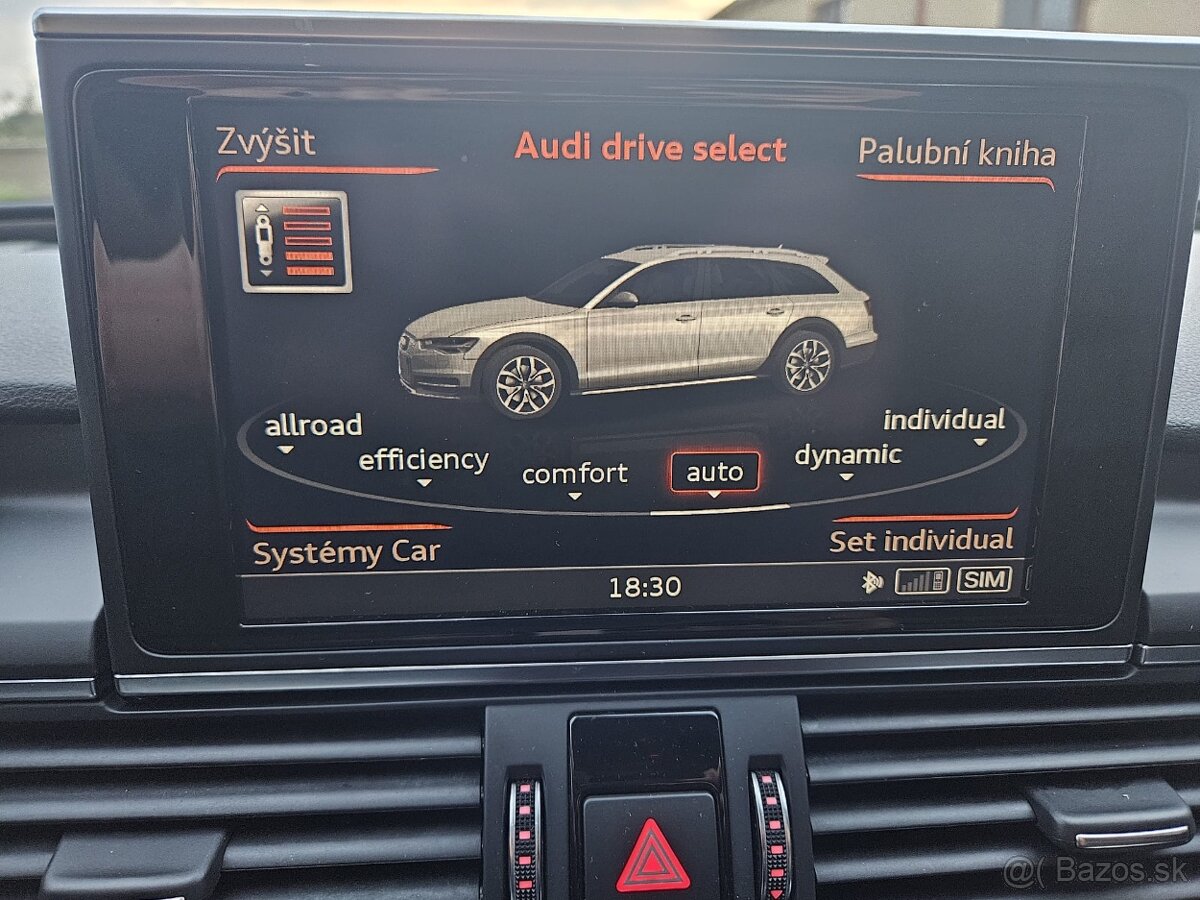 Zvýšit
Audi drive select
Palubní kniha
allroad
efficiency
comfort
auto
dynamic
individual
Systémy Car
Set individual
18:30
SIM
@( Bazos.sk